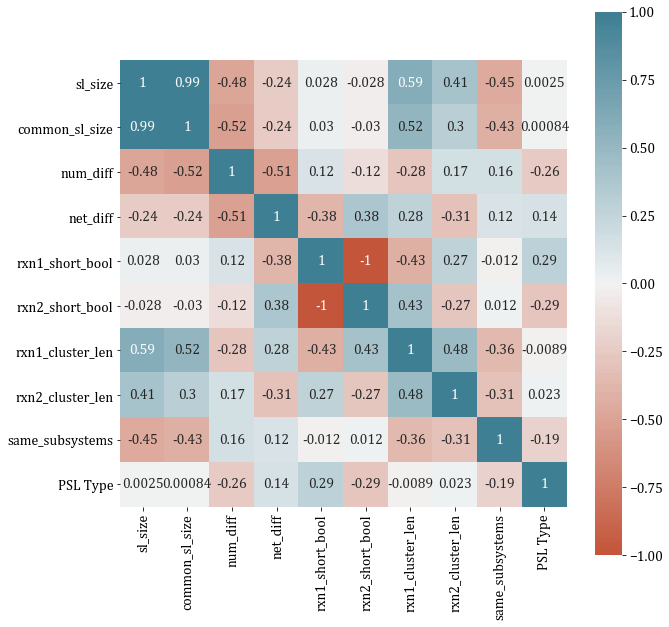 sl_size 1 0.99 -0.48 -0.24 0.028 -0.028 0.59 0.41 -0.45 0.0025
common_sl_size 0.99 1 -0.52 -0.24 0.03 -0.03 0.52 0.3 -0.43 0.00084
num_diff -0.48 -0.52 1 -0.51 0.12 -0.12 -0.28 0.17 0.16 -0.26
net_diff -0.24 -0.24 -0.51 1 -0.38 0.38 0.28 -0.31 0.12 0.14
rxn1_short_bool 0.028 0.03 0.12 -0.38 1 -1 -0.43 0.27 -0.012 0.29
rxn2_short_bool -0.028 -0.03 -0.12 0.38 -1 1 0.43 -0.27 0.012 -0.29
rxn1_cluster_len 0.59 0.52 -0.28 0.28 -0.43 0.43 1 0.48 -0.36 -0.0089
rxn2_cluster_len 0.41 0.3 0.17 -0.31 0.27 -0.27 0.48 1 -0.31 0.023
same_subsystems -0.45 -0.43 0.16 0.12 -0.012 0.012 -0.36 -0.31 1 -0.19
PSL Type 0.0025 0.00084 -0.26 0.14 0.29 -0.29 -0.0089 0.023 -0.19 1
sl_size
common_sl_size
num_diff
net_diff
rxn1_short_bool
rxn2_short_bool
rxn1_cluster_len
rxn2_cluster_len
same_subsystems
PSL Type
1.00
0.75
0.50
0.25
0.00
-0.25
-0.50
-0.75
-1.00